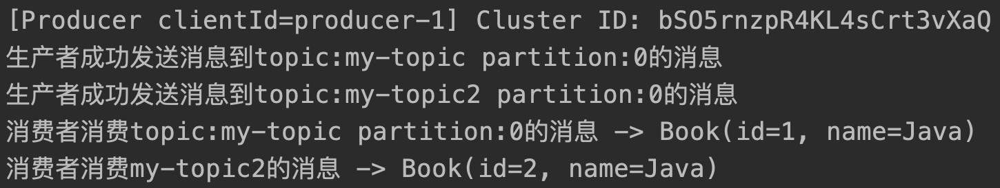 [Producer clientId=producer-1] Cluster ID: bSO5rnzpR4KL4sCrt3vXaQ
生产者成功发送消息到topic:my-topic partition:0的消息
生产者成功发送消息到topic:my-topic2 partition:0的消息
消费者消费topic:my-topic partition:0的消息 -> Book(id=1, name=Java)
消费者消费my-topic2的消息 -> Book(id=2, name=Java)